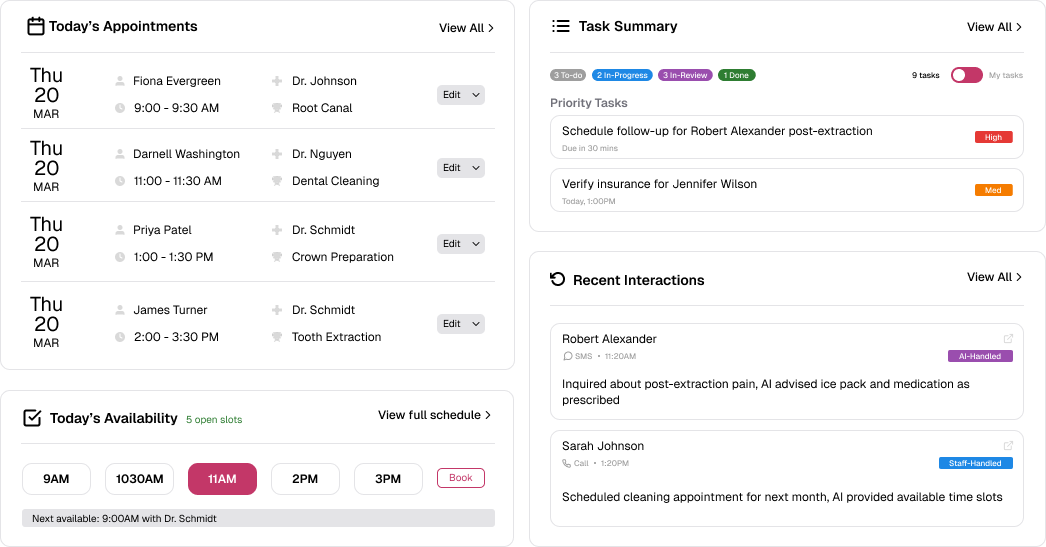 Today's Appointments
View All
Thu
20
MAR
Fiona Evergreen
Dr. Johnson
9:00 - 9:30 AM
Root Canal
Edit
Thu
20
MAR
Darnell Washington
Dr. Nguyen
11:00 - 11:30 AM
Dental Cleaning
Edit
Thu
20
MAR
Priya Patel
Dr. Schmidt
1:00 - 1:30 PM
Crown Preparation
Edit
Thu
20
MAR
James Turner
Dr. Schmidt
2:00 - 3:30 PM
Tooth Extraction
Edit
Today's Availability
5 open slots
View full schedule
9AM
1030AM
11AM
2PM
3PM
Book
Next available: 9:00AM with Dr. Schmidt
Task Summary
View All
3 To-do
2 In-Progress
3 In-Review
1 Done
9 tasks
My tasks
Priority Tasks
Schedule follow-up for Robert Alexander post-extraction
Due in 30 mins
High
Verify insurance for Jennifer Wilson
Today, 1:00PM
Med
Recent Interactions
View All
Robert Alexander
SMS • 11:20AM
AI-Handled
Inquired about post-extraction pain, AI advised ice pack and medication as
prescribed
Sarah Johnson
Call • 1:20PM
Staff-Handled
Scheduled cleaning appointment for next month, AI provided available time slots